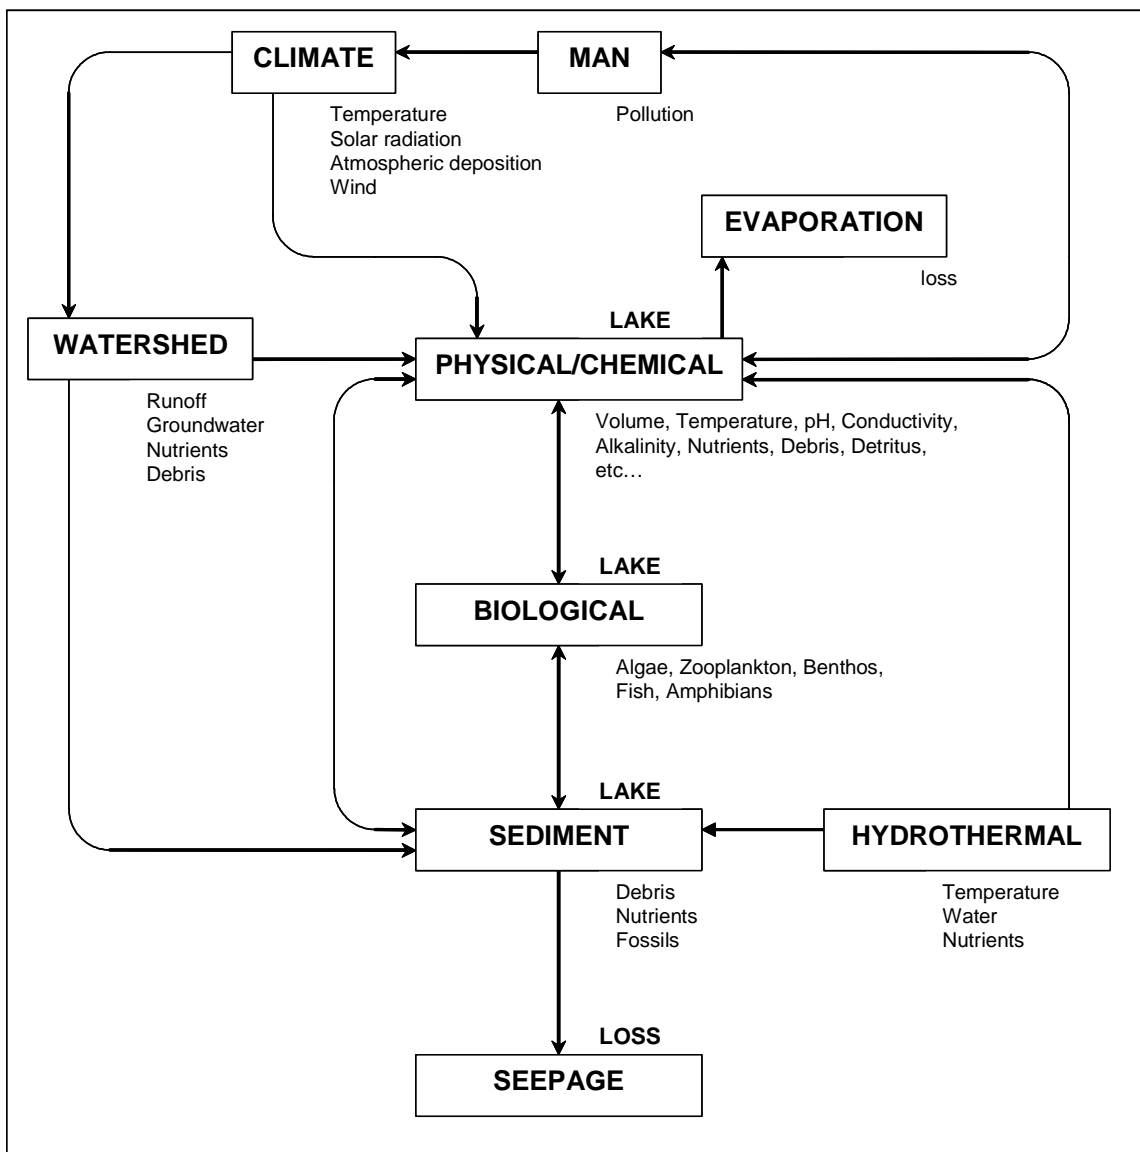 CLIMATE
MAN
Temperature
Solar radiation
Atmospheric deposition
Wind
Pollution
EVAPORATION
loss
LAKE
WATERSHED
PHYSICAL/CHEMICAL
Runoff
Groundwater
Nutrients
Debris
Volume, Temperature, pH, Conductivity,
Alkalinity, Nutrients, Debris, Detritus,
etc…
LAKE
BIOLOGICAL
Algae, Zooplankton, Benthos,
Fish, Amphibians
LAKE
SEDIMENT
HYDROTHERMAL
Debris
Nutrients
Fossils
Temperature
Water
Nutrients
LOSS
SEEPAGE